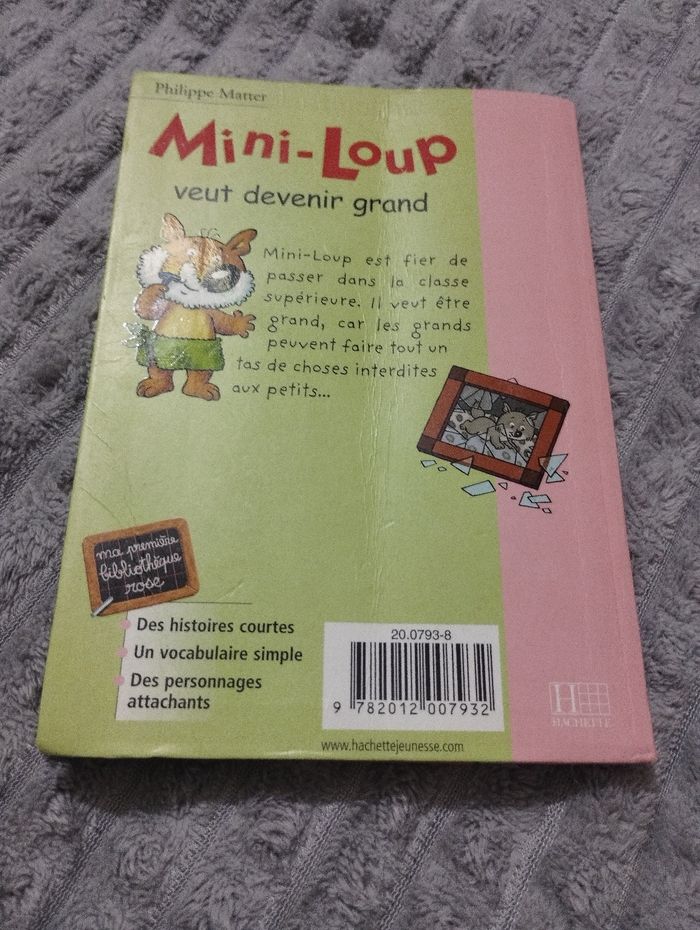 Philippe Matter
Mini-Loup
veut devenir grand
Mini-Loup est fier de
passer dans la classe
supérieure. Il veut être
grand, car les grands
peuvent faire tout un
tas de choses interdites
aux petits...
ma première
bibliothèque
rose
Des histoires courtes
Un vocabulaire simple
Des personnages
attachants
20.0793-8
9 782012 007932
www.hachettejeunesse.com
H
HACHETTE